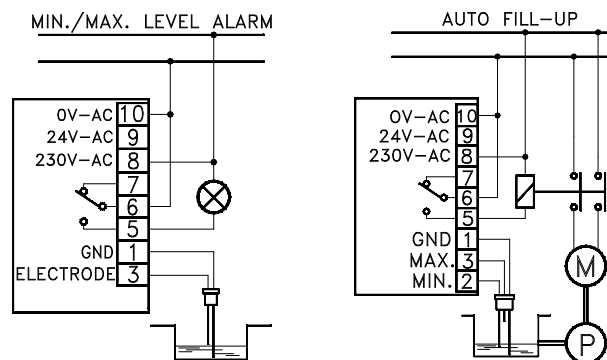 MIN./MAX. LEVEL ALARM
0V-AC 10
24V-AC 9
230V-AC 8
7
6
5
GND 1
ELECTRODE 3
AUTO FILL-UP
0V-AC 10
24V-AC 9
230V-AC 8
7
6
5
GND 1
MAX. 3
MIN. 2
M
P